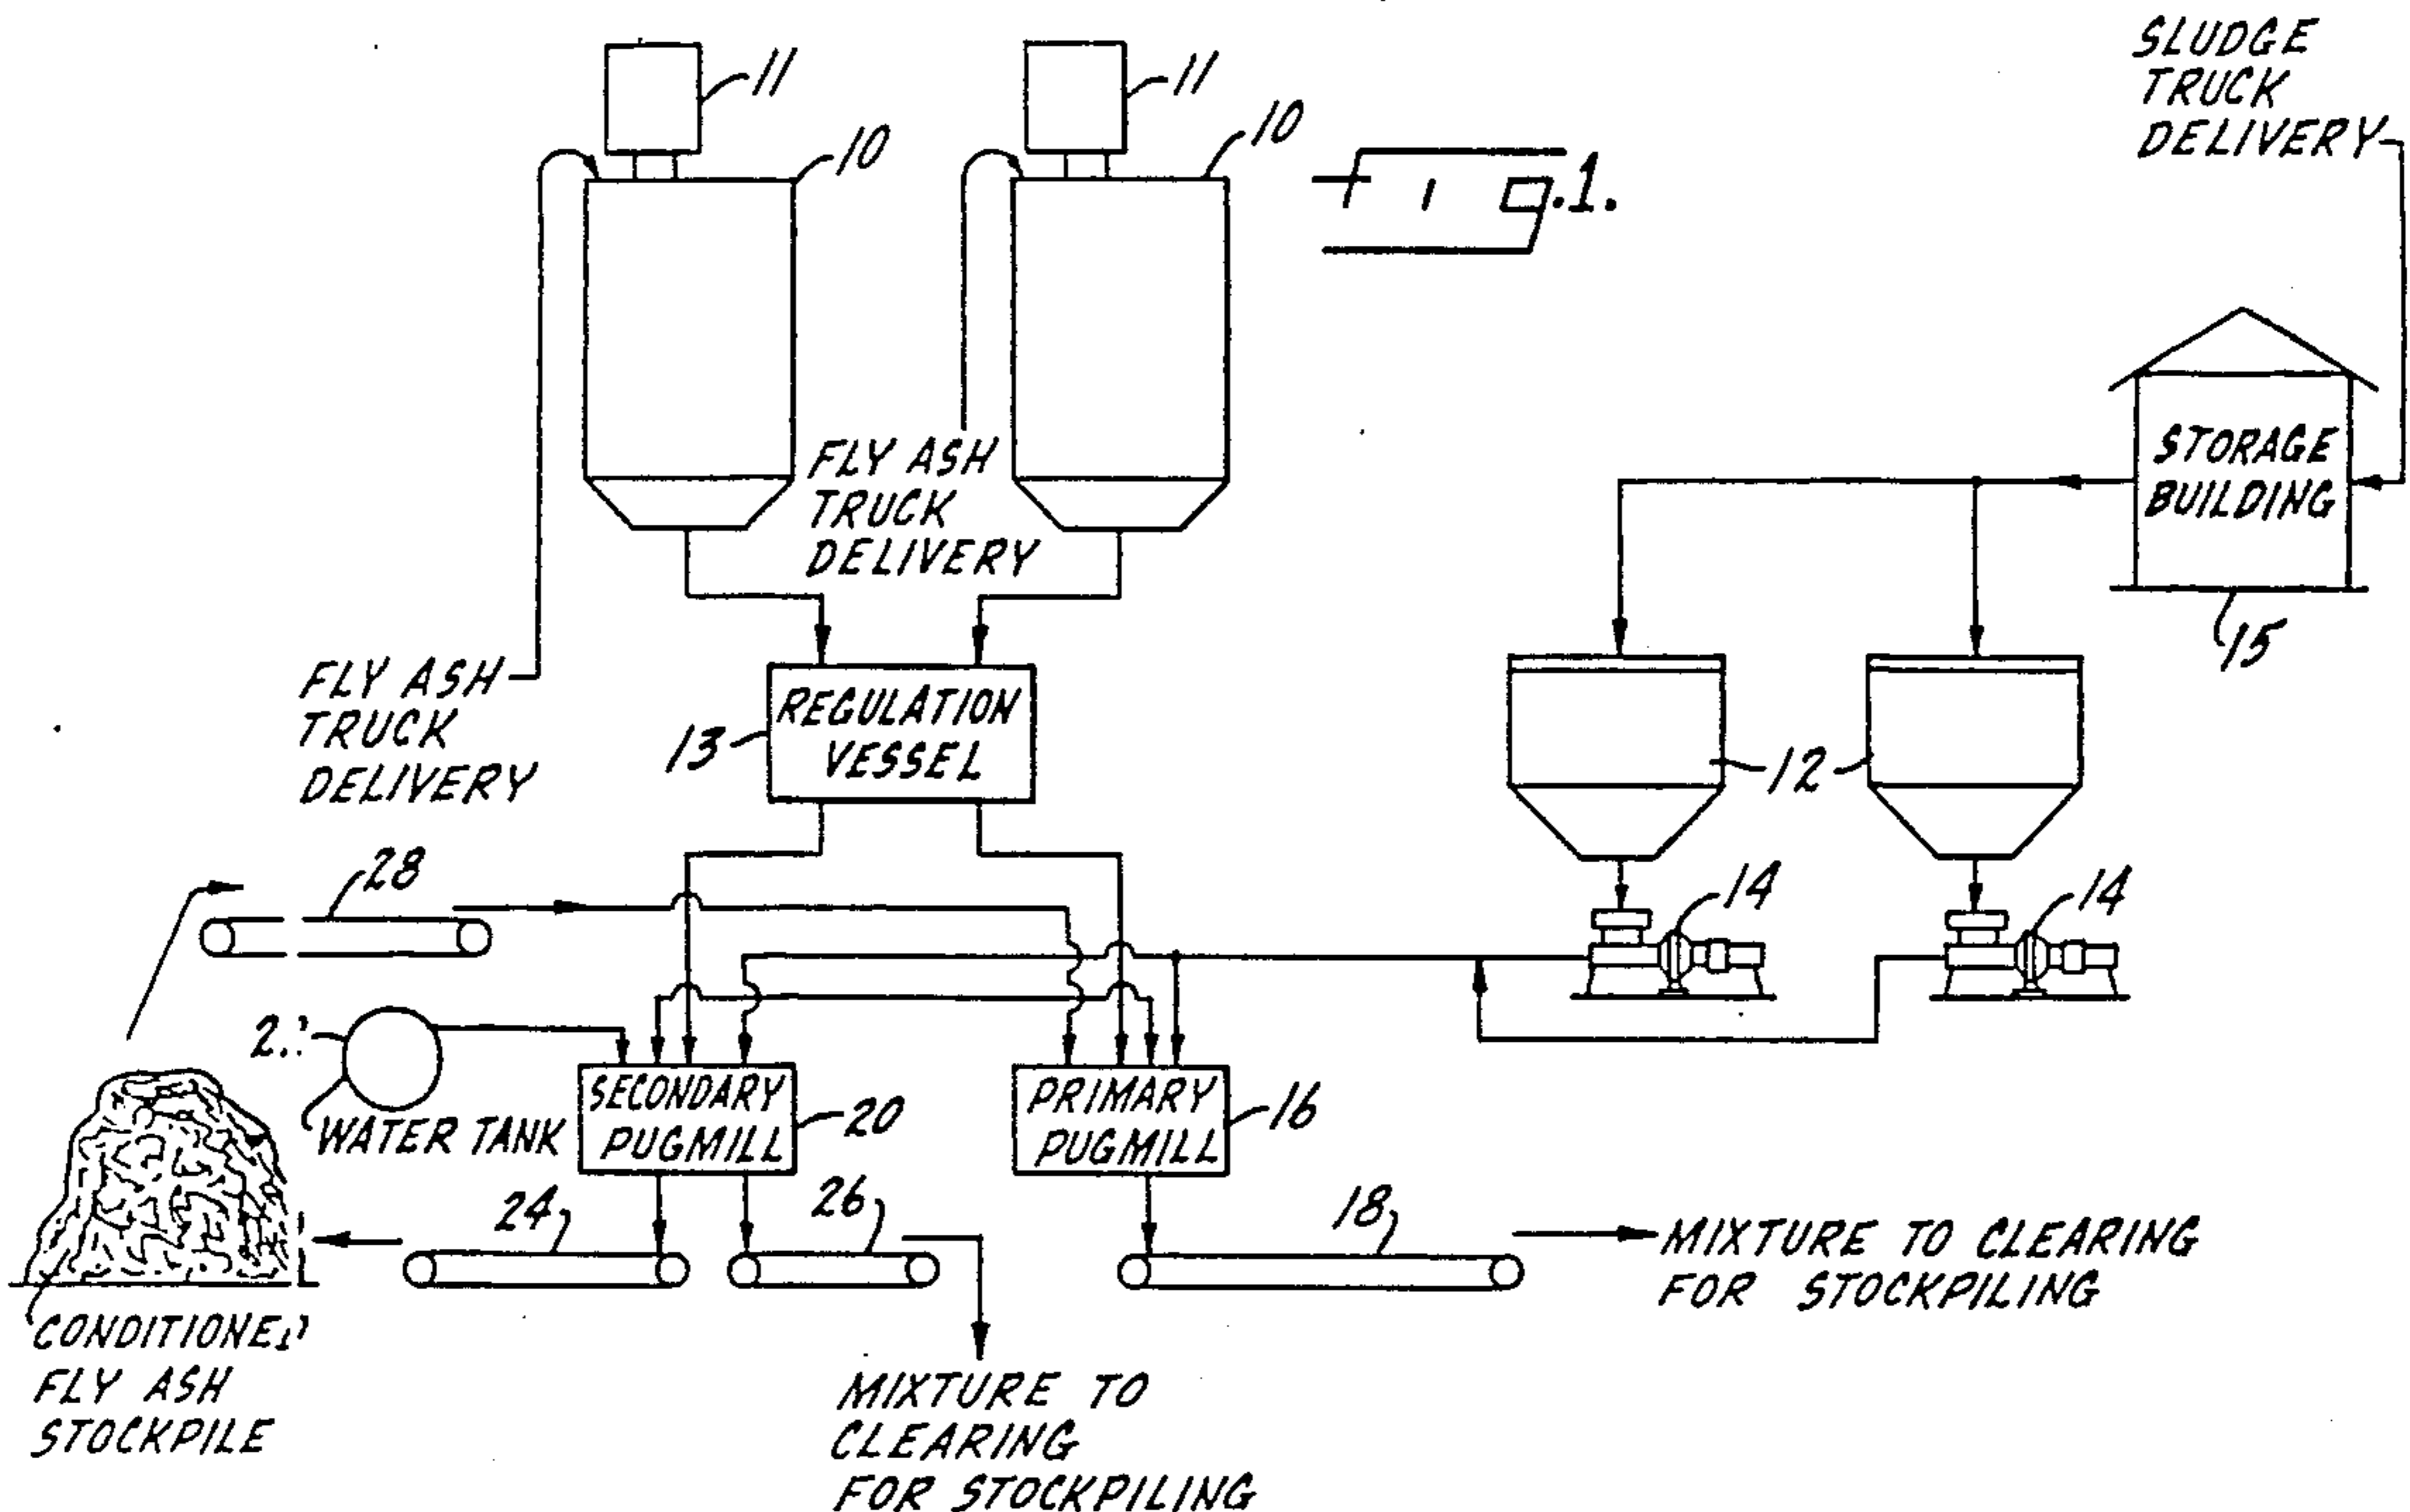 11
11
10
10
Fig.1.
SLUDGE
TRUCK
DELIVERY
FLY ASH
TRUCK
DELIVERY
STORAGE
BUILDING
15
FLY ASH
TRUCK
DELIVERY
13
REGULATION
VESSEL
12
28
14
14
WATER TANK
SECONDARY
PUGMILL
20
PRIMARY
PUGMILL
16
24
26
18
MIXTURE TO CLEARING
FOR STOCKPILING
CONDITIONED
FLY ASH
STOCKPILE
MIXTURE TO
CLEARING
FOR STOCKPILING